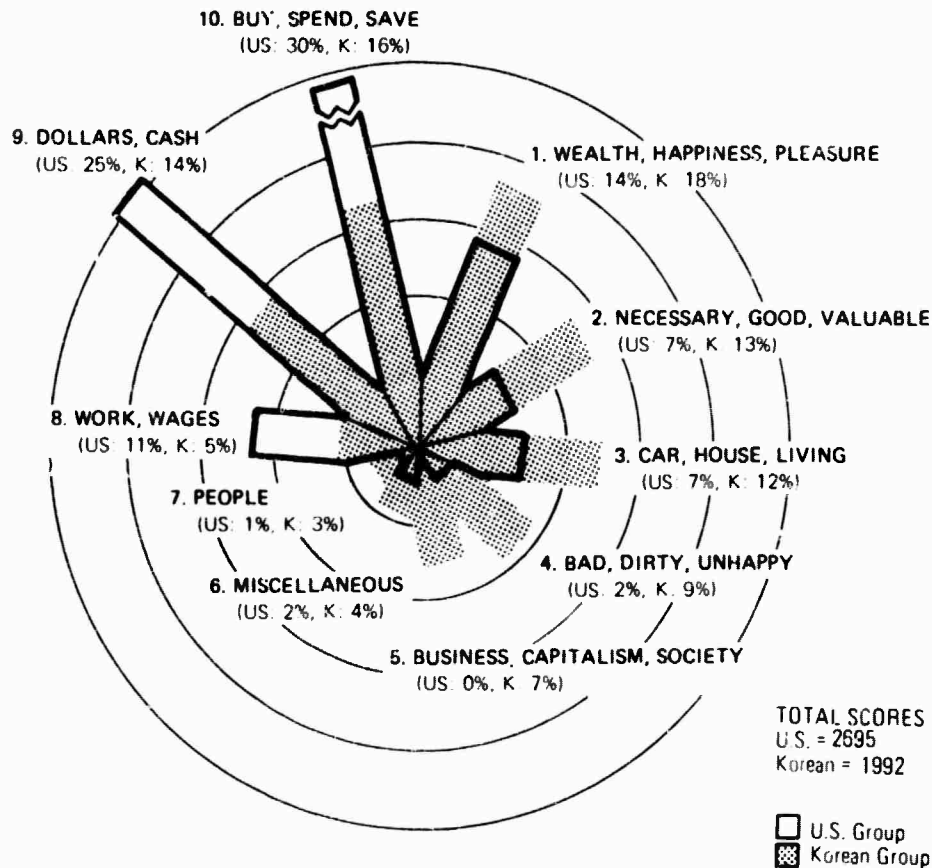 10. BUY, SPEND, SAVE
(US: 30%, K: 16%)
9. DOLLARS, CASH
(US: 25%, K: 14%)
1. WEALTH, HAPPINESS, PLEASURE
(US: 14%, K: 18%)
2. NECESSARY, GOOD, VALUABLE
(US: 7%, K: 13%)
8. WORK, WAGES
(US: 11%, K: 5%)
3. CAR, HOUSE, LIVING
(US: 7%, K: 12%)
7. PEOPLE
(US: 1%, K: 3%)
4. BAD, DIRTY, UNHAPPY
(US: 2%, K: 9%)
6. MISCELLANEOUS
(US: 2%, K: 4%)
5. BUSINESS, CAPITALISM, SOCIETY
(US: 0%, K: 7%)
TOTAL SCORES
U.S. = 2695
Korean = 1992
U.S. Group
Korean Group